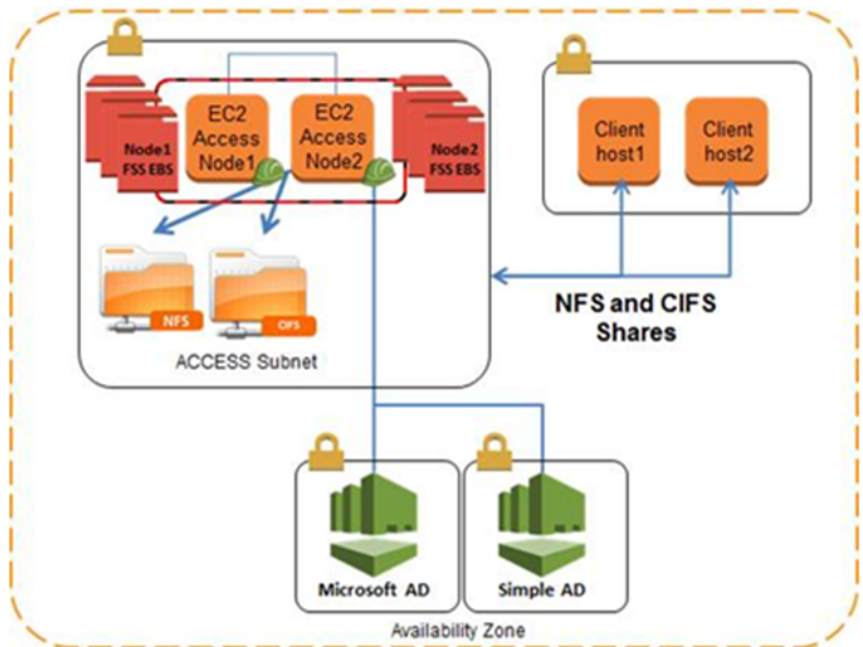 EC2
Access
Node1
EC2
Access
Node2
Node1
FSS EBS
Node2
FSS EBS
Client
host1
Client
host2
NFS
CIFS
ACCESS Subnet
NFS and CIFS
Shares
Microsoft AD
Simple AD
Availability Zone